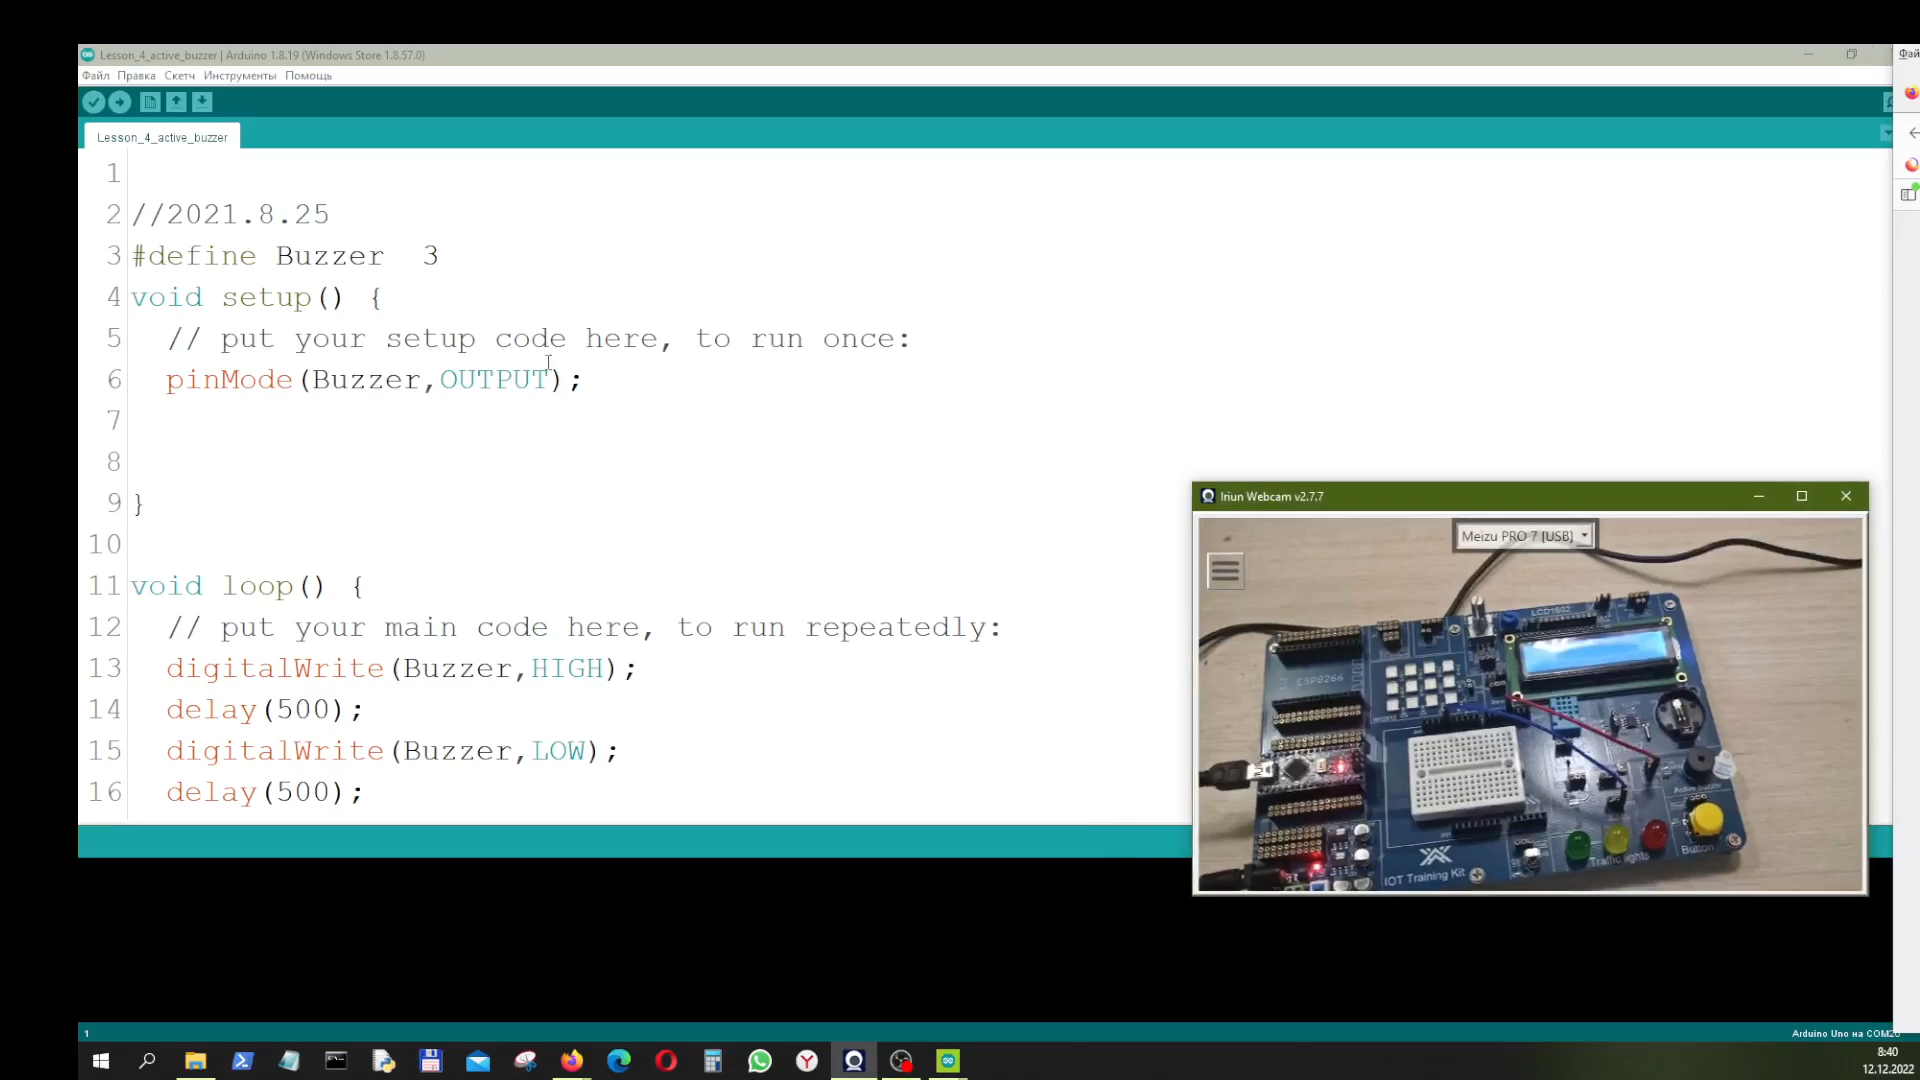 Lesson_4_active_buzzer | Arduino 1.8.19 (Windows Store 1.8.57.0)
Файл Правка Скетч Инструменты Помощь
Lesson_4_active_buzzer
1
2 //2021.8.25
3 #define Buzzer 3
4 void setup() {
5 // put your setup code here, to run once:
6 pinMode(Buzzer,OUTPUT);
7
8
9 }
10
11 void loop() {
12 // put your main code here, to run repeatedly:
13 digitalWrite(Buzzer,HIGH);
14 delay(500);
15 digitalWrite(Buzzer,LOW);
16 delay(500);
Iriun Webcam v2.7.7
Meizu PRO 7 [USB]
LCD1602
ESP8266
Traffic lights
Button
IOT Training Kit
1
Arduino Uno на COM20
8:40
12.12.2022